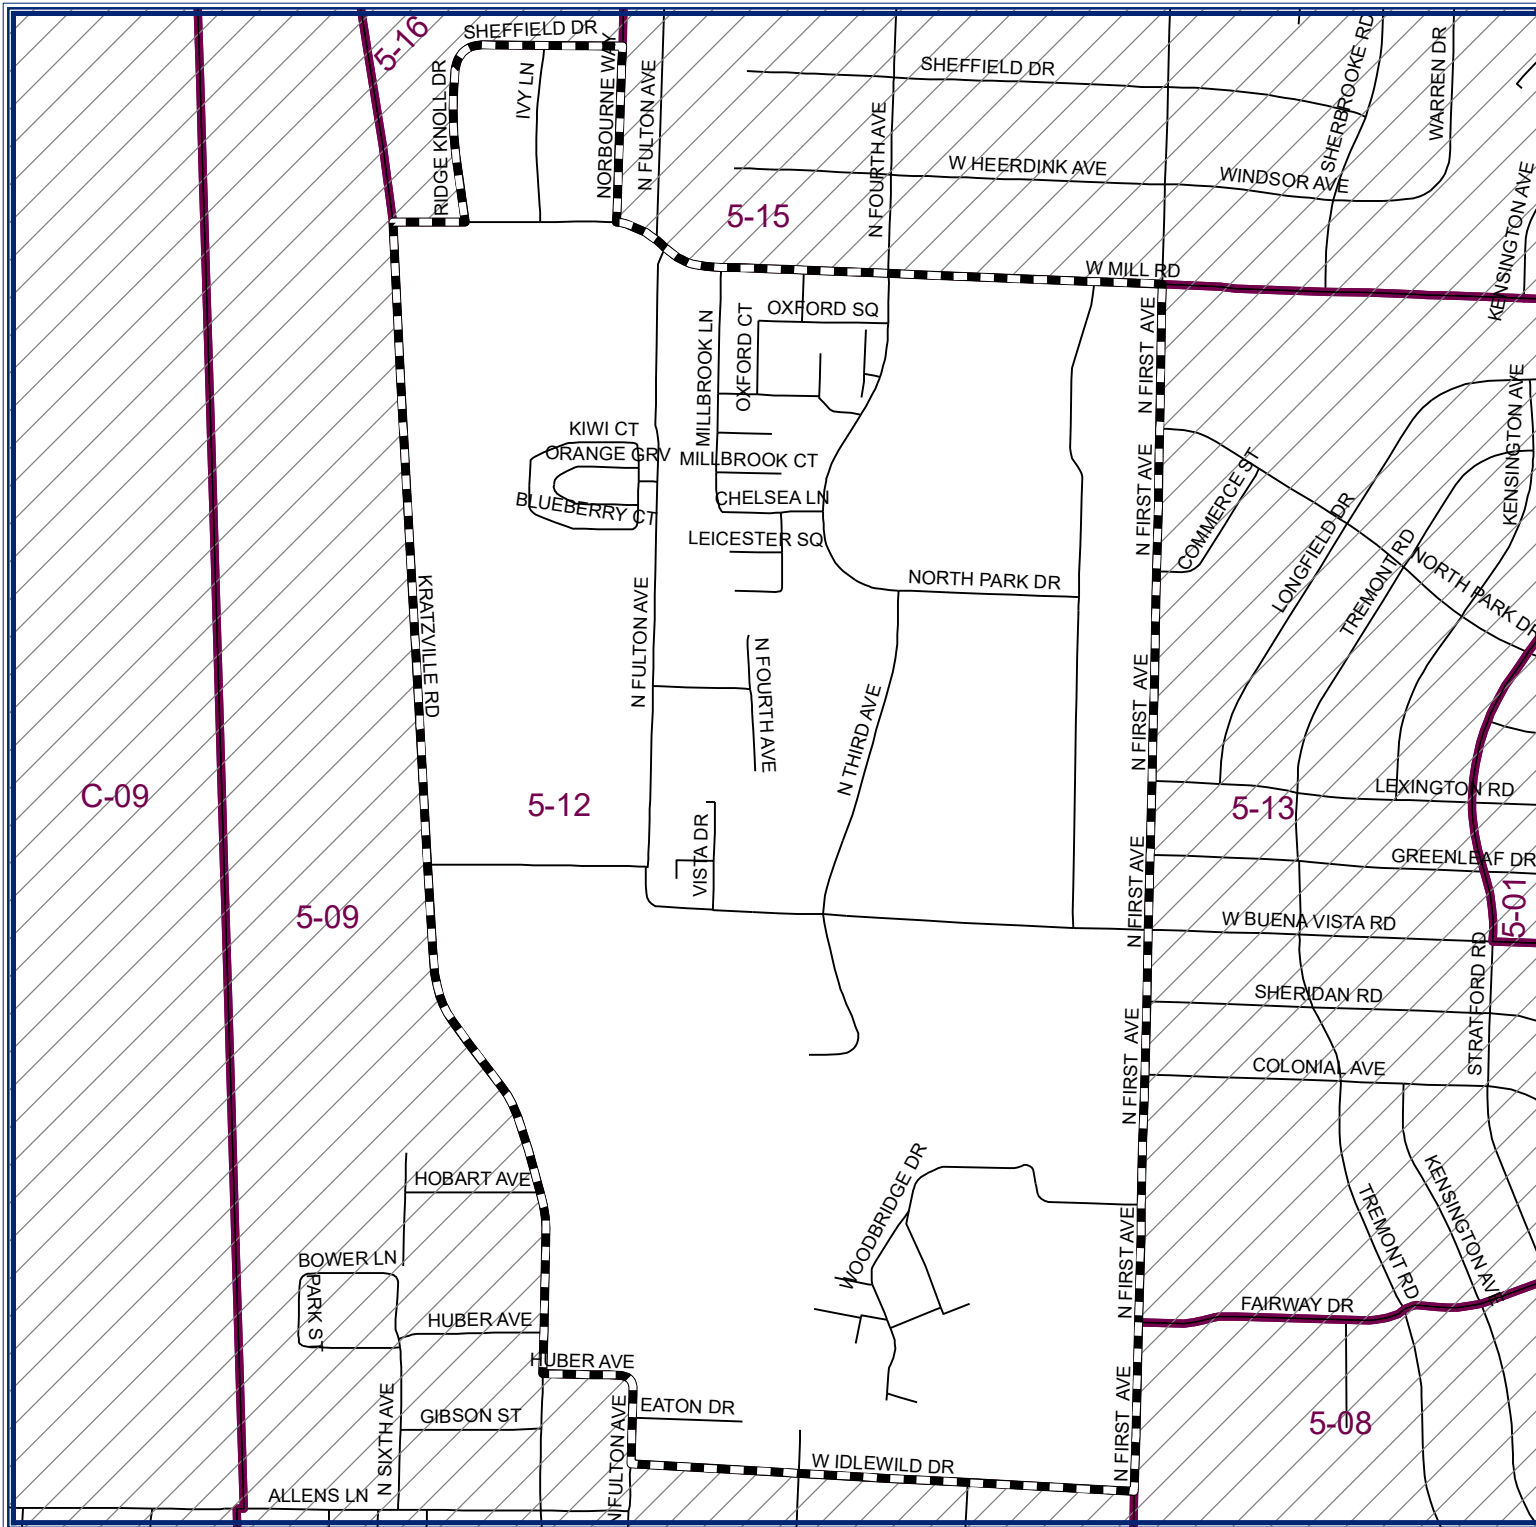 5-16
SHEFFIELD DR
RIDGE KNOLL DR
IVY LN
NORBOURNE WAY
N FULTON AVE
SHEFFIELD DR
N FOURTH AVE
W HEERDINK AVE
WINDSOR AVE
SHERBROOKE RD
WARREN DR
KENSINGTON AVE
5-15
W MILL RD
OXFORD SQ
OXFORD CT
MILLBROOK LN
N FIRST AVE
KIWI CT
ORANGE GRV
MILLBROOK CT
BLUEBERRY CT
CHELSEA LN
LEICESTER SQ
N FIRST AVE
COMMERCE ST
LONGFIELD DR
TREMONT RD
KENSINGTON AVE
NORTH PARK DR
NORTH PARK DR
KRATZVILLE RD
N FULTON AVE
N FOURTH AVE
N THIRD AVE
N FIRST AVE
C-09
5-12
5-13
LEXINGTON RD
VISTA DR
N FIRST AVE
GREENLEAF DR
5-01
5-09
W BUENA VISTA RD
SHERIDAN RD
STRATFORD RD
N FIRST AVE
COLONIAL AVE
HOBART AVE
WOODBRIDGE DR
TREMONT RD
KENSINGTON AVE
BOWER LN
PARK ST
HUBER AVE
N FIRST AVE
FAIRWAY DR
HUBER AVE
N SIXTH AVE
GIBSON ST
N FULTON AVE
EATON DR
N FIRST AVE
5-08
W IDLEWILD DR
ALLENS LN